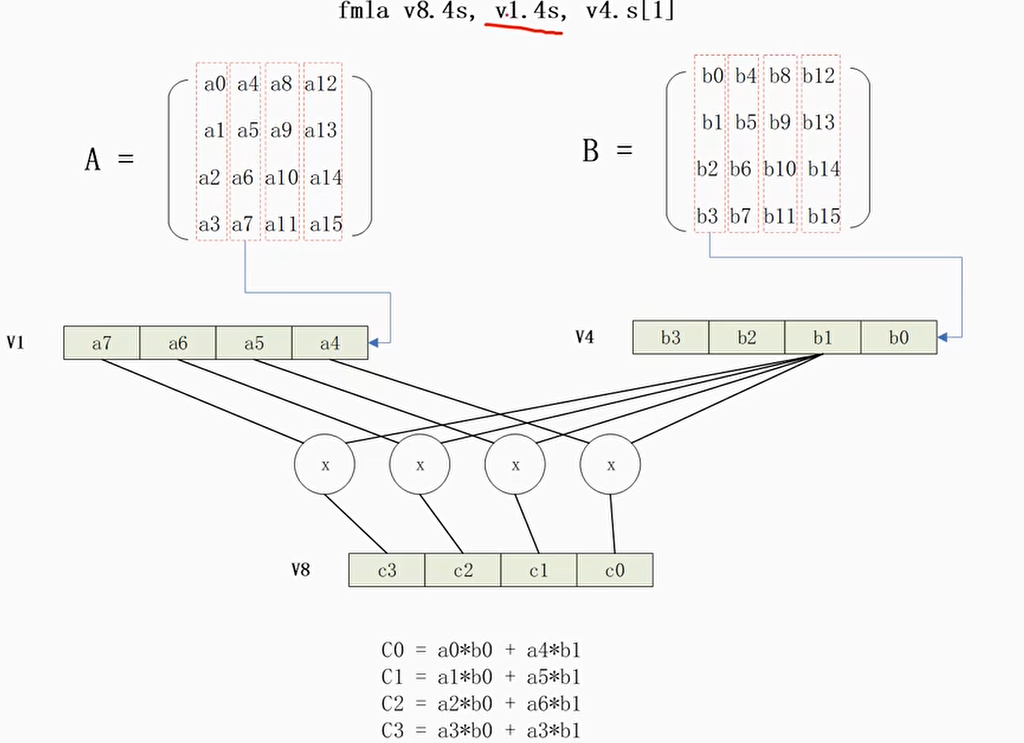 fmla v8.4s, v.1.4s, v4.s[1]
A =
a0 a4 a8 a12
a1 a5 a9 a13
a2 a6 a10 a14
a3 a7 a11 a15
B =
b0 b4 b8 b12
b1 b5 b9 b13
b2 b6 b10 b14
b3 b7 b11 b15
V1 a7 a6 a5 a4
V4 b3 b2 b1 b0
x x x x
V8 c3 c2 c1 c0
C0 = a0*b0 + a4*b1
C1 = a1*b0 + a5*b1
C2 = a2*b0 + a6*b1
C3 = a3*b0 + a3*b1